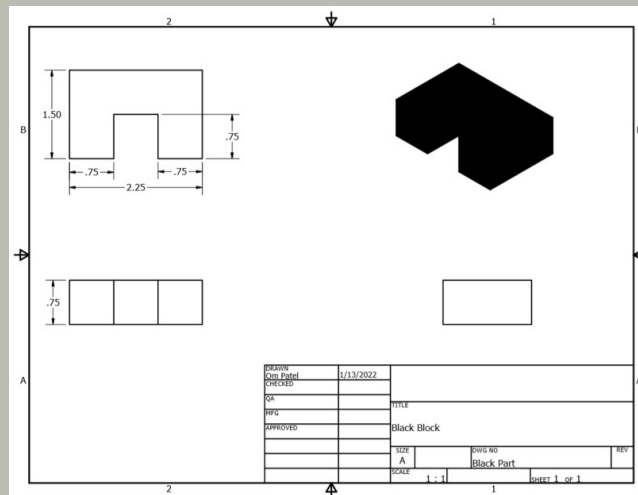 2
1
B
1.50
.75
.75
.75
2.25
.75
A
DRAWN
Om Patel
1/13/2022
CHECKED
QA
MFG
APPROVED
TITLE
Black Block
SIZE
A
DWG NO
Black Part
REV
SCALE
1 : 1
SHEET 1 OF 1
2
1